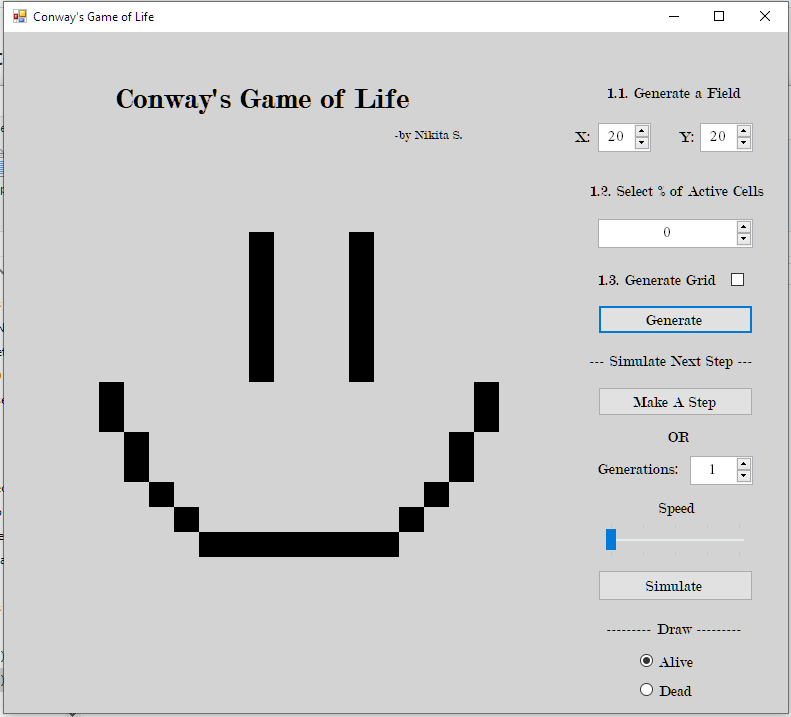 Conway's Game of Life
Conway's Game of Life
-by Nikita S.
1.1. Generate a Field
X: 20 Y: 20
1.2. Select % of Active Cells
0
1.3. Generate Grid
Generate
--- Simulate Next Step ---
Make A Step
OR
Generations: 1
Speed
Simulate
--------- Draw ---------
Alive
Dead